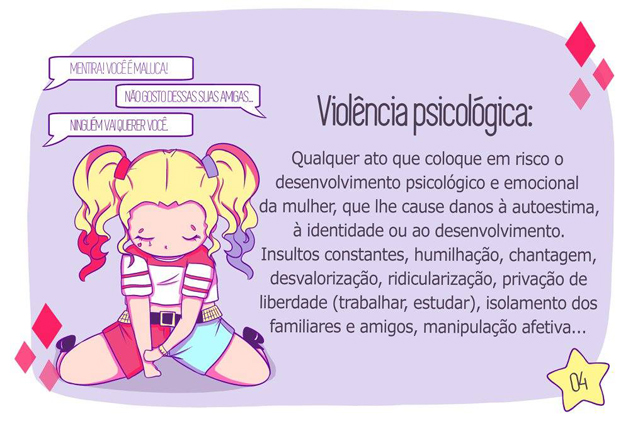 MENTIRA! VOCÊ É MALUCA!
NÃO GOSTO DESSAS SUAS AMIGAS...
NINGUÉM VAI QUERER VOCÊ.
Violência psicológica:
Qualquer ato que coloque em risco o
desenvolvimento psicológico e emocional
da mulher, que lhe cause danos à autoestima,
à identidade ou ao desenvolvimento.
Insultos constantes, humilhação, chantagem,
desvalorização, ridicularização, privação de
liberdade (trabalhar, estudar), isolamento dos
familiares e amigos, manipulação afetiva...
04